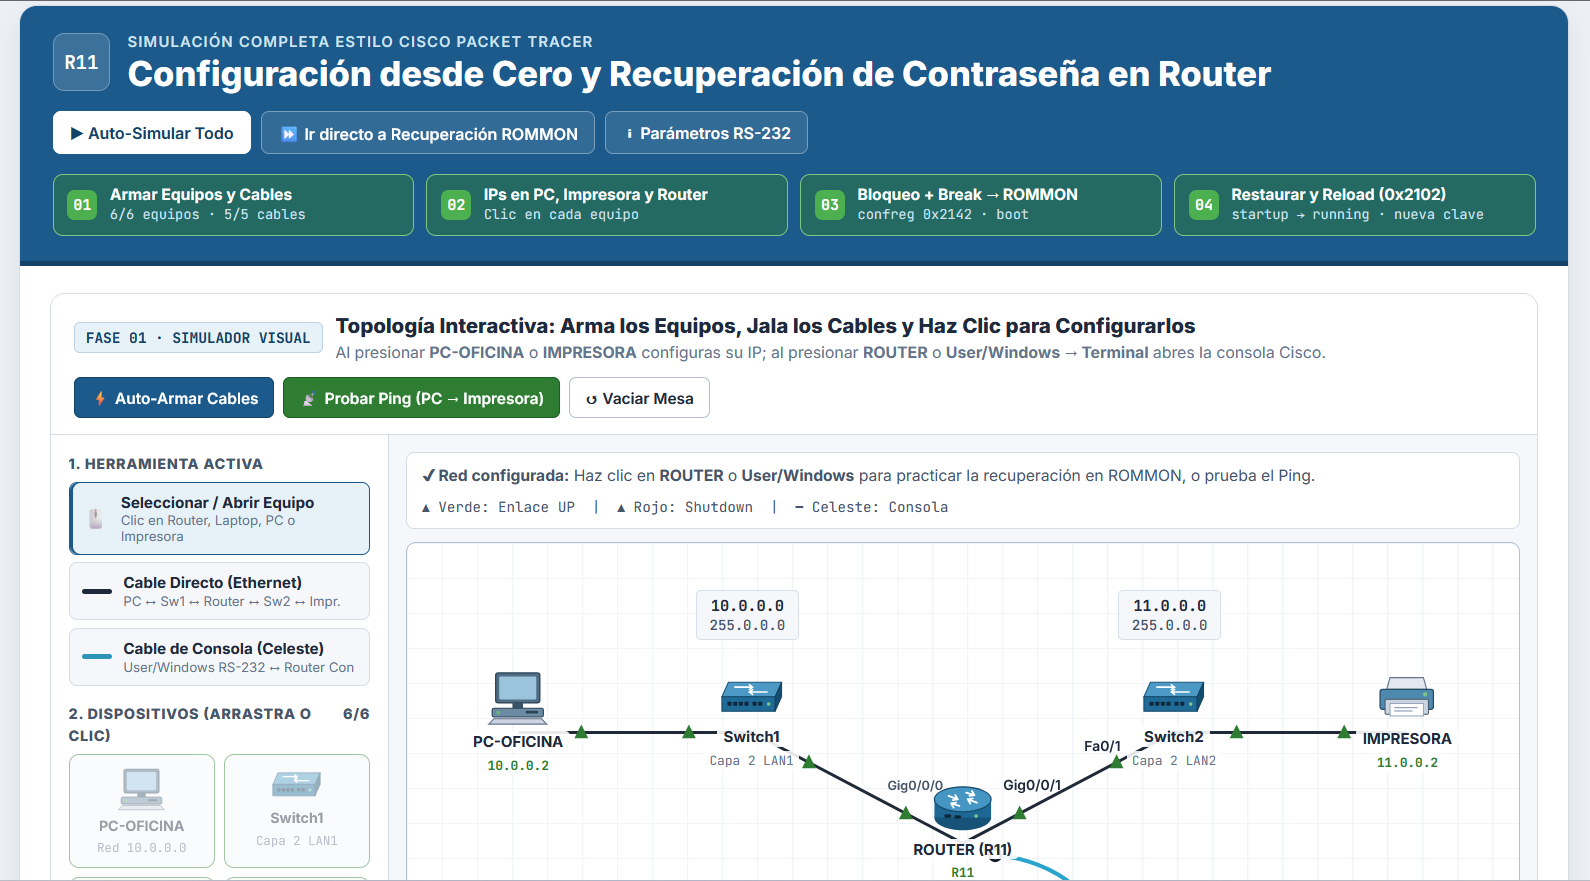 R11
SIMULACIÓN COMPLETA ESTILO CISCO PACKET TRACER
Configuración desde Cero y Recuperación de Contraseña en Router
▶ Auto-Simular Todo
⏩ Ir directo a Recuperación ROMMON
i Parámetros RS-232
01
Armar Equipos y Cables
6/6 equipos · 5/5 cables
02
IPs en PC, Impresora y Router
Clic en cada equipo
03
Bloqueo + Break → ROMMON
confreg 0x2142 · boot
04
Restaurar y Reload (0x2102)
startup → running · nueva clave
FASE 01 · SIMULADOR VISUAL
Topología Interactiva: Arma los Equipos, Jala los Cables y Haz Clic para Configurarlos
Al presionar PC-OFICINA o IMPRESORA configuras su IP; al presionar ROUTER o User/Windows → Terminal abres la consola Cisco.
⚡ Auto-Armar Cables
📡 Probar Ping (PC → Impresora)
↺ Vaciar Mesa
1. HERRAMIENTA ACTIVA
Seleccionar / Abrir Equipo
Clic en Router, Laptop, PC o
Impresora
Cable Directo (Ethernet)
PC ↔ Sw1 ↔ Router ↔ Sw2 ↔ Impr.
Cable de Consola (Celeste)
User/Windows RS-232 ↔ Router Con
2. DISPOSITIVOS (ARRASTRA O 6/6
CLIC)
PC-OFICINA
Red 10.0.0.0
Switch1
Capa 2 LAN1
✓ Red configurada: Haz clic en ROUTER o User/Windows para practicar la recuperación en ROMMON, o prueba el Ping.
▲ Verde: Enlace UP | ▲ Rojo: Shutdown | — Celeste: Consola
10.0.0.0
255.0.0.0
11.0.0.0
255.0.0.0
PC-OFICINA
10.0.0.2
Switch1
Capa 2 LAN1
Fa0/1
Switch2
Capa 2 LAN2
IMPRESORA
11.0.0.2
Gig0/0/0
Gig0/0/1
ROUTER (R11)
R11